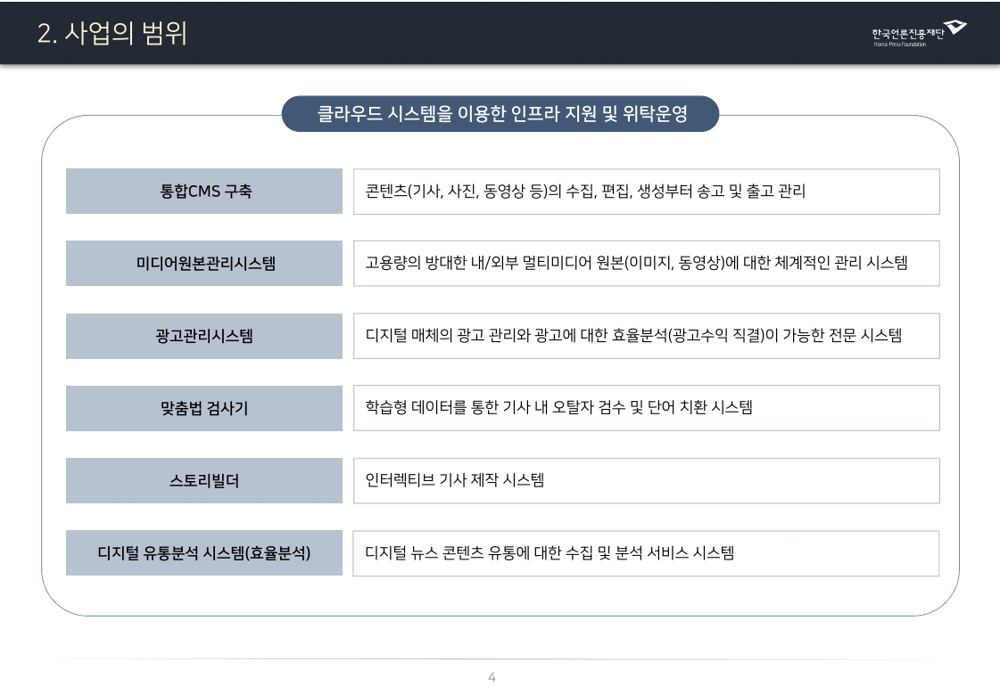 2. 사업의 범위
한국언론진흥재단
Korea Press Foundation
클라우드 시스템을 이용한 인프라 지원 및 위탁운영
통합CMS 구축
콘텐츠(기사, 사진, 동영상 등)의 수집, 편집, 생성부터 송고 및 출고 관리
미디어원본관리시스템
고용량의 방대한 내/외부 멀티미디어 원본(이미지, 동영상)에 대한 체계적인 관리 시스템
광고관리시스템
디지털 매체의 광고 관리와 광고에 대한 효율분석(광고수익 직결)이 가능한 전문 시스템
맞춤법 검사기
학습형 데이터를 통한 기사 내 오탈자 검수 및 단어 치환 시스템
스토리빌더
인터렉티브 기사 제작 시스템
디지털 유통분석 시스템(효율분석)
디지털 뉴스 콘텐츠 유통에 대한 수집 및 분석 서비스 시스템
4